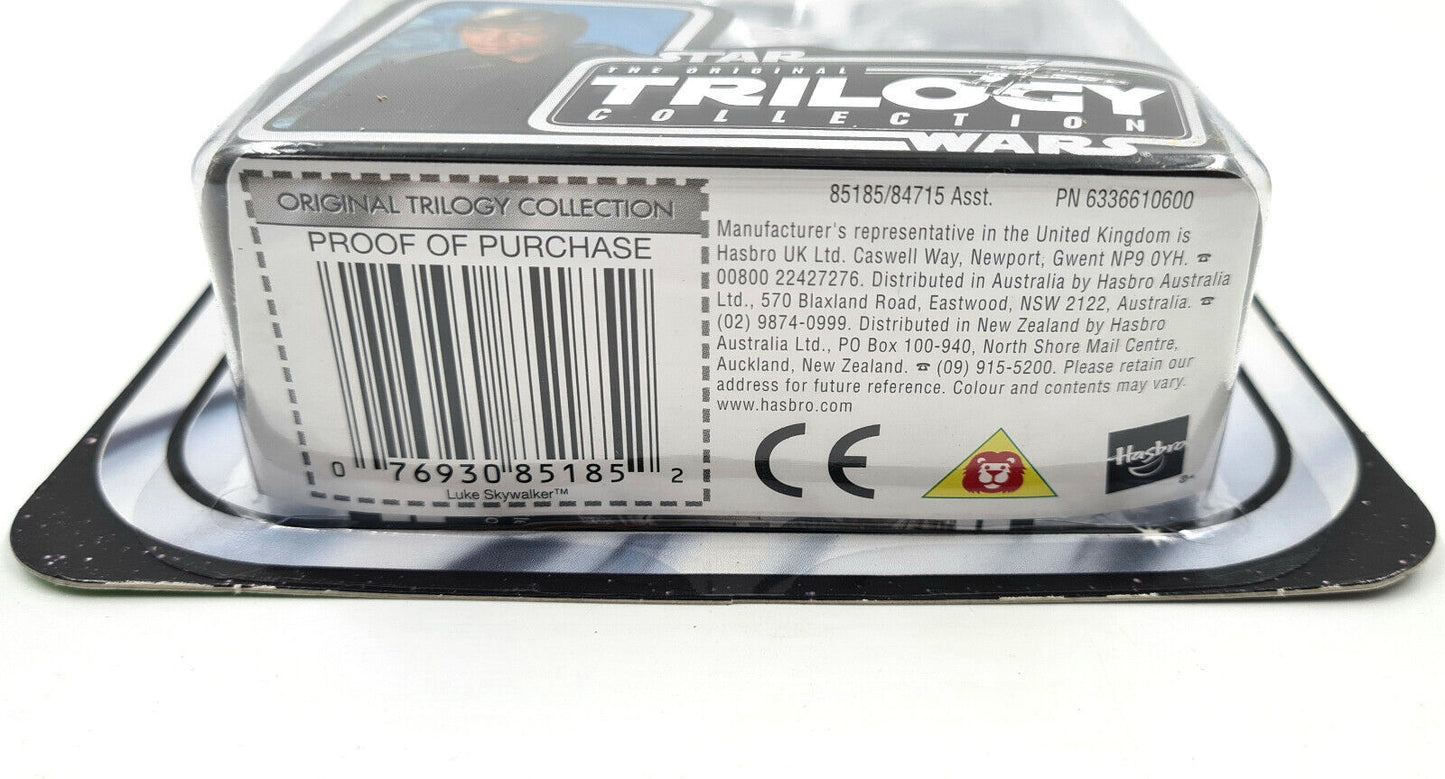 STAR
THE ORIGINAL
TRILOGY
COLLECTION
WARS
ORIGINAL TRILOGY COLLECTION
PROOF OF PURCHASE
0 76930 85185 2
Luke Skywalker™
85185/84715 Asst. PN 6336610600
Manufacturer's representative in the United Kingdom is
Hasbro UK Ltd. Caswell Way, Newport, Gwent NP9 0YH. ☎
00800 22427276. Distributed in Australia by Hasbro Australia
Ltd., 570 Blaxland Road, Eastwood, NSW 2122, Australia. ☎
(02) 9874-0999. Distributed in New Zealand by Hasbro
Australia Ltd., PO Box 100-940, North Shore Mail Centre,
Auckland, New Zealand. ☎ (09) 915-5200. Please retain our
address for future reference. Colour and contents may vary.
www.hasbro.com
CE
Hasbro